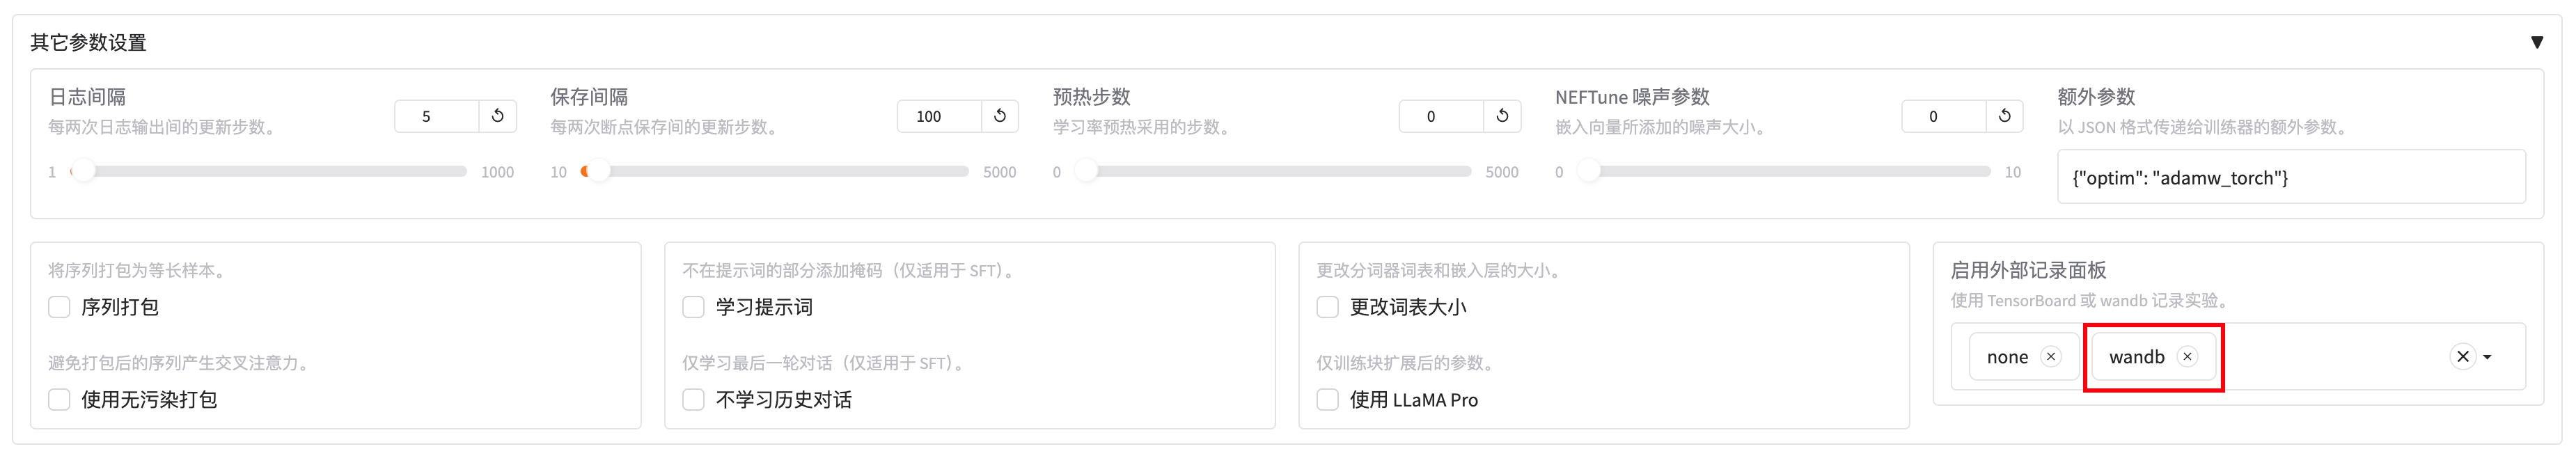 其它参数设置
▼
日志间隔
每两次日志输出间的更新步数。
5
1
1000
保存间隔
每两次断点保存间的更新步数。
100
10
5000
预热步数
学习率预热采用的步数。
0
0
5000
NEFTune 噪声参数
嵌入向量所添加的噪声大小。
0
0
10
额外参数
以 JSON 格式传递给训练器的额外参数。
{"optim": "adamw_torch"}
将序列打包为等长样本。
序列打包
避免打包后的序列产生交叉注意力。
使用无污染打包
不在提示词的部分添加掩码（仅适用于 SFT）。
学习提示词
仅学习最后一轮对话（仅适用于 SFT）。
不学习历史对话
更改分词器词表和嵌入层的大小。
更改词表大小
仅训练块扩展后的参数。
使用 LLaMA Pro
启用外部记录面板
使用 TensorBoard 或 wandb 记录实验。
none
wandb